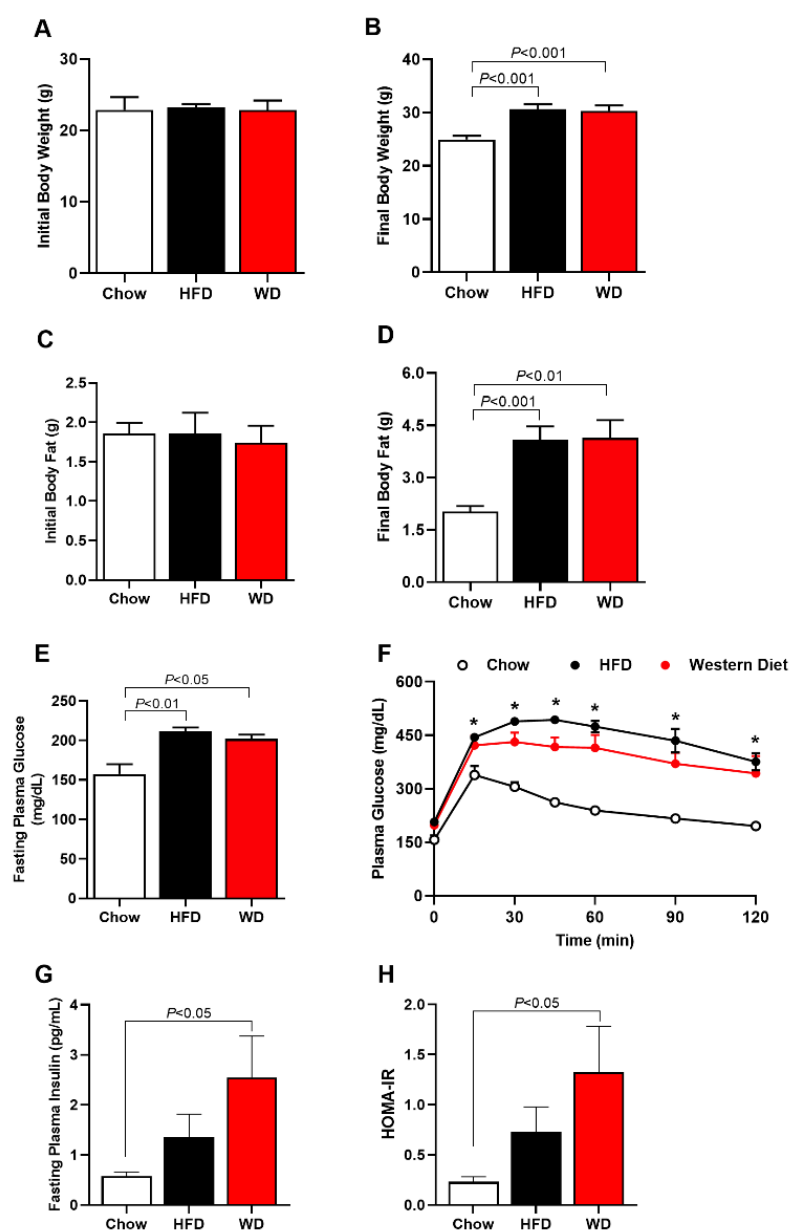 A
Initial Body Weight (g)
30
20
10
0
Chow HFD WD
B
Final Body Weight (g)
40
30
20
10
0
P<0.001
P<0.001
Chow HFD WD
C
Initial Body Fat (g)
2.5
2.0
1.5
1.0
0.5
0.0
Chow HFD WD
D
Final Body Fat (g)
6.0
4.5
3.0
1.5
0.0
P<0.01
P<0.001
Chow HFD WD
E
Fasting Plasma Glucose
(mg/dL)
250
200
150
100
50
0
P<0.05
P<0.01
Chow HFD WD
F
Chow HFD Western Diet
Plasma Glucose (mg/dL)
600
450
300
150
0
* * * * * *
0 30 60 90 120
Time (min)
G
Fasting Plasma Insulin (pg/mL)
4
3
2
1
0
P<0.05
Chow HFD WD
H
HOMA-IR
2.0
1.5
1.0
0.5
0.0
P<0.05
Chow HFD WD